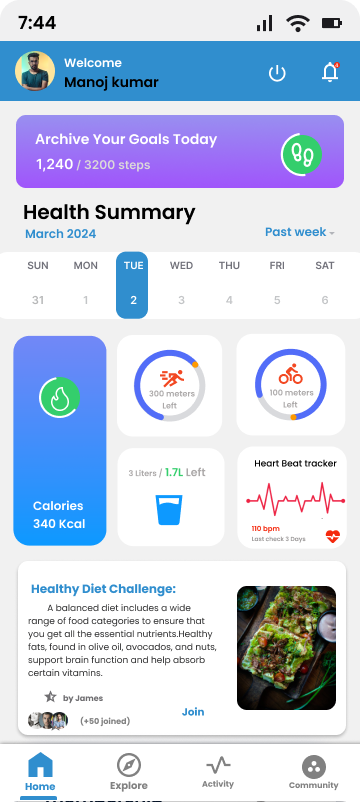 7:44
Welcome
Manoj kumar
Archive Your Goals Today
1,240 / 3200 steps
Health Summary
March 2024
Past week
SUN MON TUE WED THU FRI SAT
31 1 2 3 4 5 6
300 meters
Left
100 meters
Left
Calories
340 Kcal
3 Liters / 1.7L Left
Heart Beat tracker
110 bpm
Last check 3 Days
Healthy Diet Challenge:
A balanced diet includes a wide
range of food categories to ensure that
you get all the essential nutrients.Healthy
fats, found in olive oil, avocados, and nuts,
support brain function and help absorb
certain vitamins.
by James
(+50 joined)
Join
Home
Explore
Activity
Community